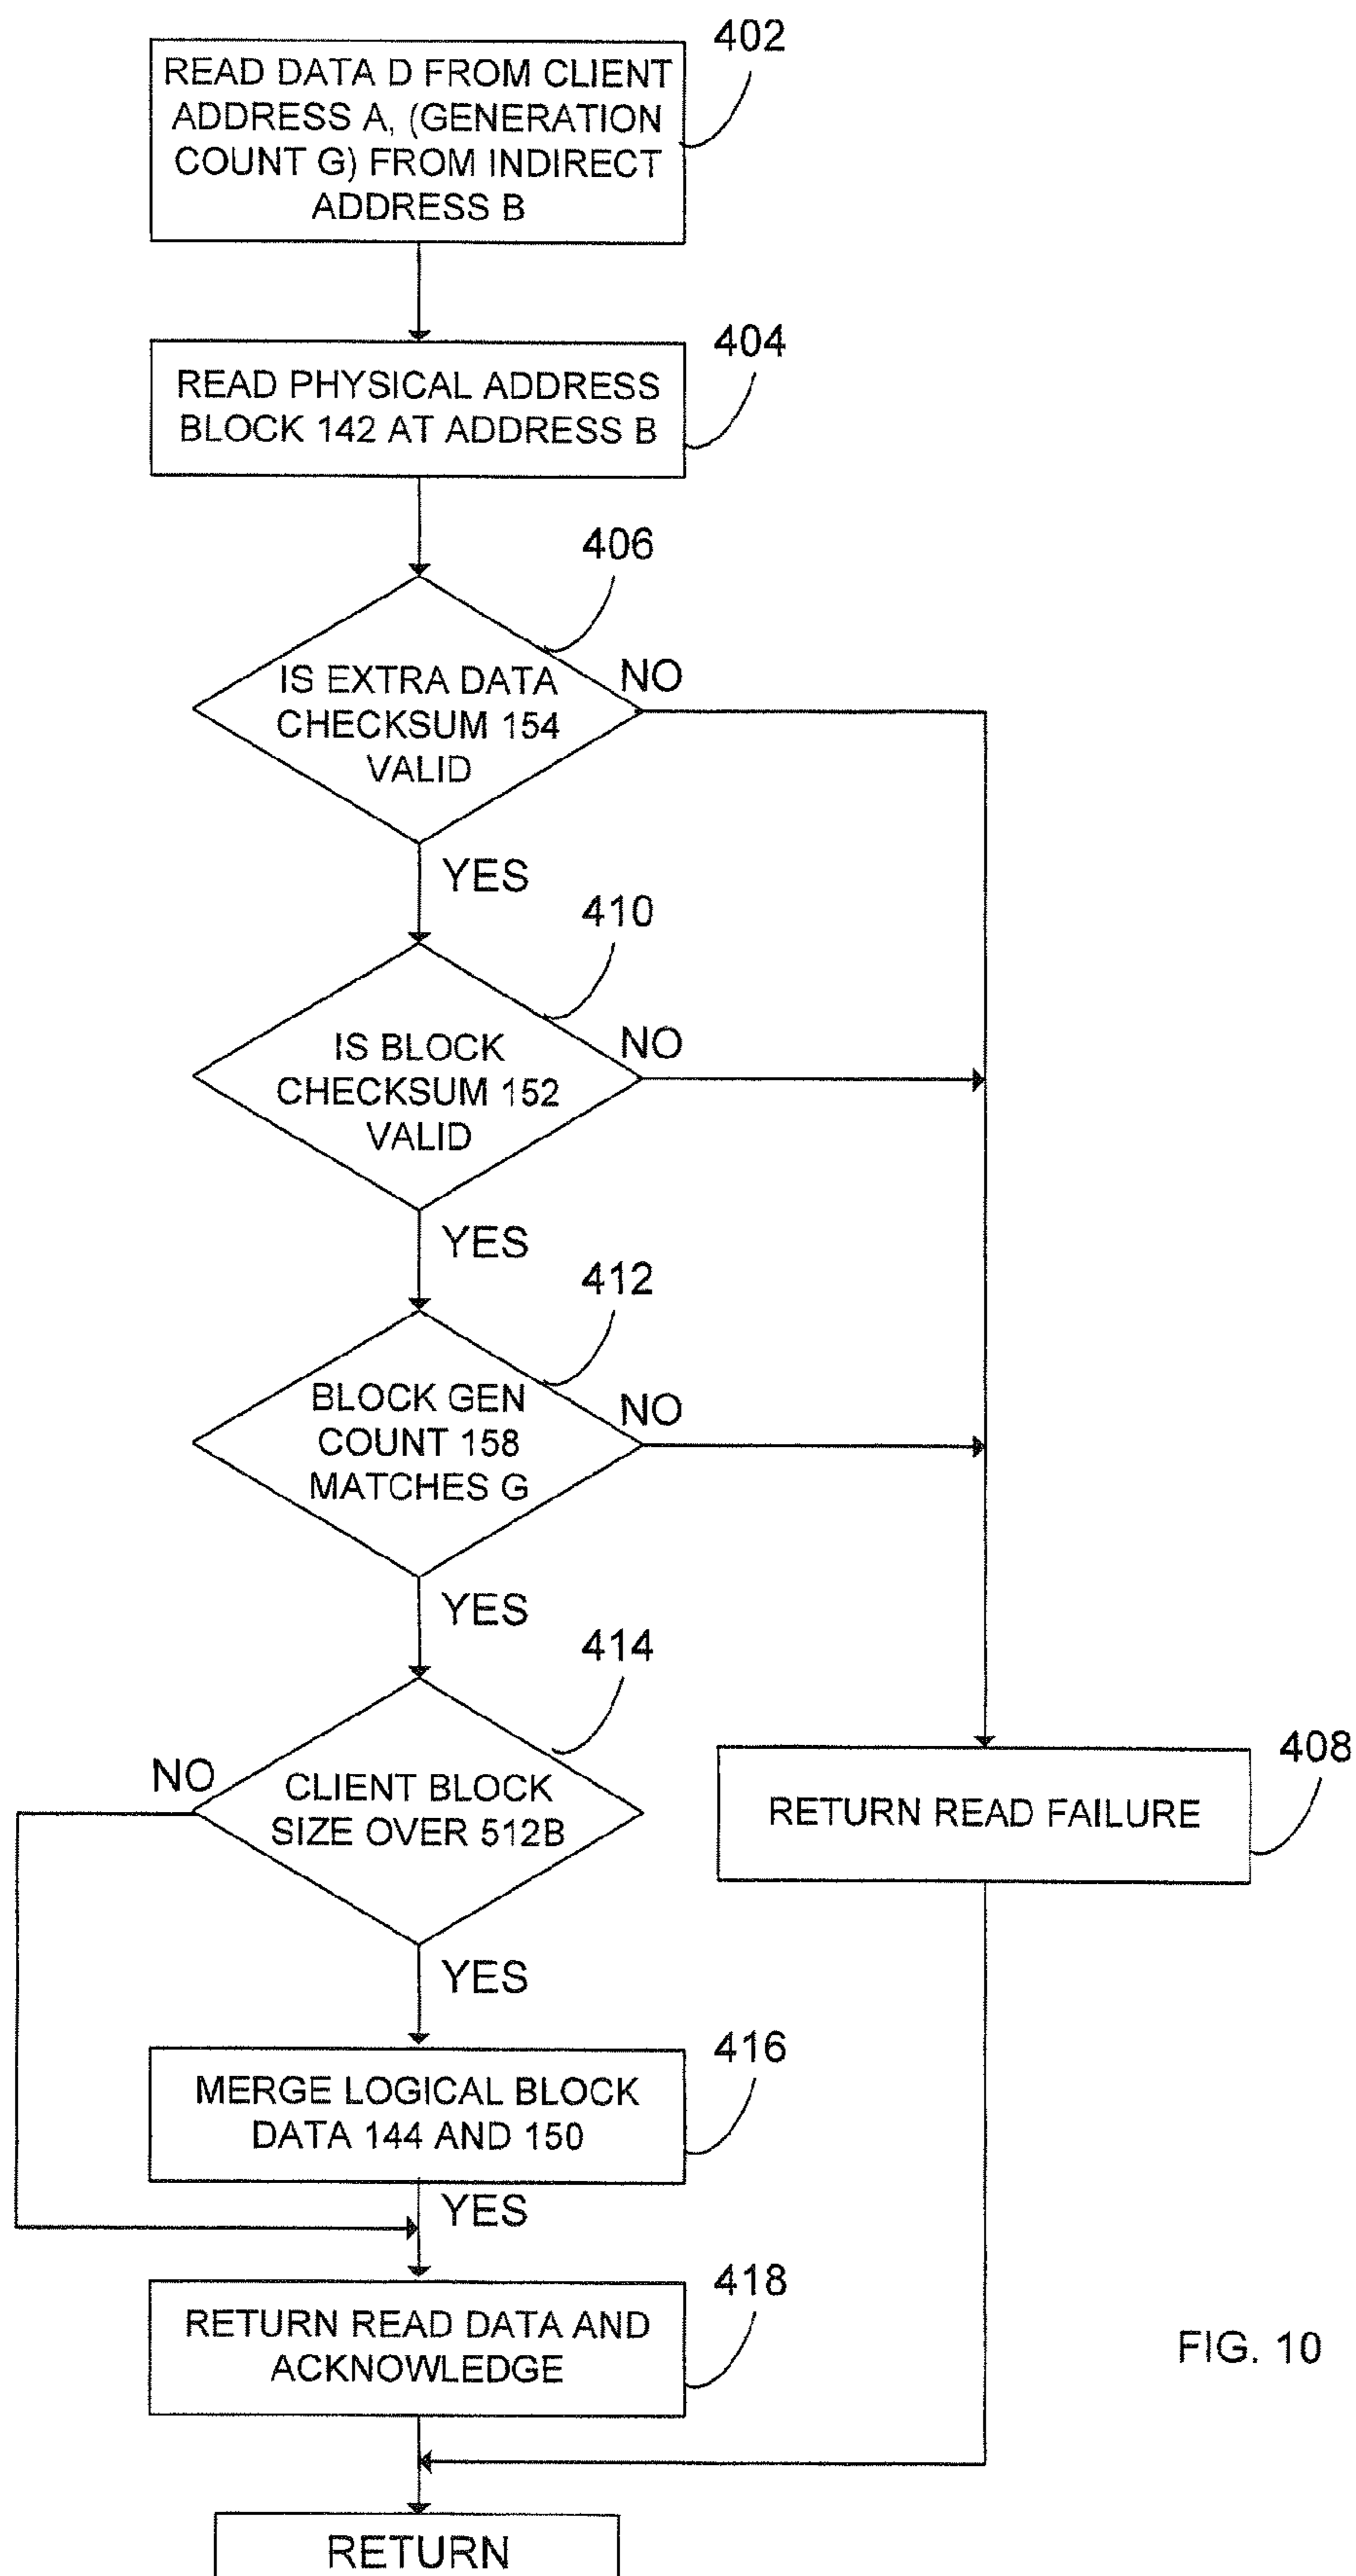 402
READ DATA D FROM CLIENT
ADDRESS A, (GENERATION
COUNT G) FROM INDIRECT
ADDRESS B
404
READ PHYSICAL ADDRESS
BLOCK 142 AT ADDRESS B
406
IS EXTRA DATA
CHECKSUM 154
VALID
NO
YES
410
IS BLOCK
CHECKSUM 152
VALID
NO
YES
412
BLOCK GEN
COUNT 158
MATCHES G
NO
YES
414
NO
CLIENT BLOCK
SIZE OVER 512B
408
RETURN READ FAILURE
YES
416
MERGE LOGICAL BLOCK
DATA 144 AND 150
YES
418
RETURN READ DATA AND
ACKNOWLEDGE
FIG. 10
RETURN